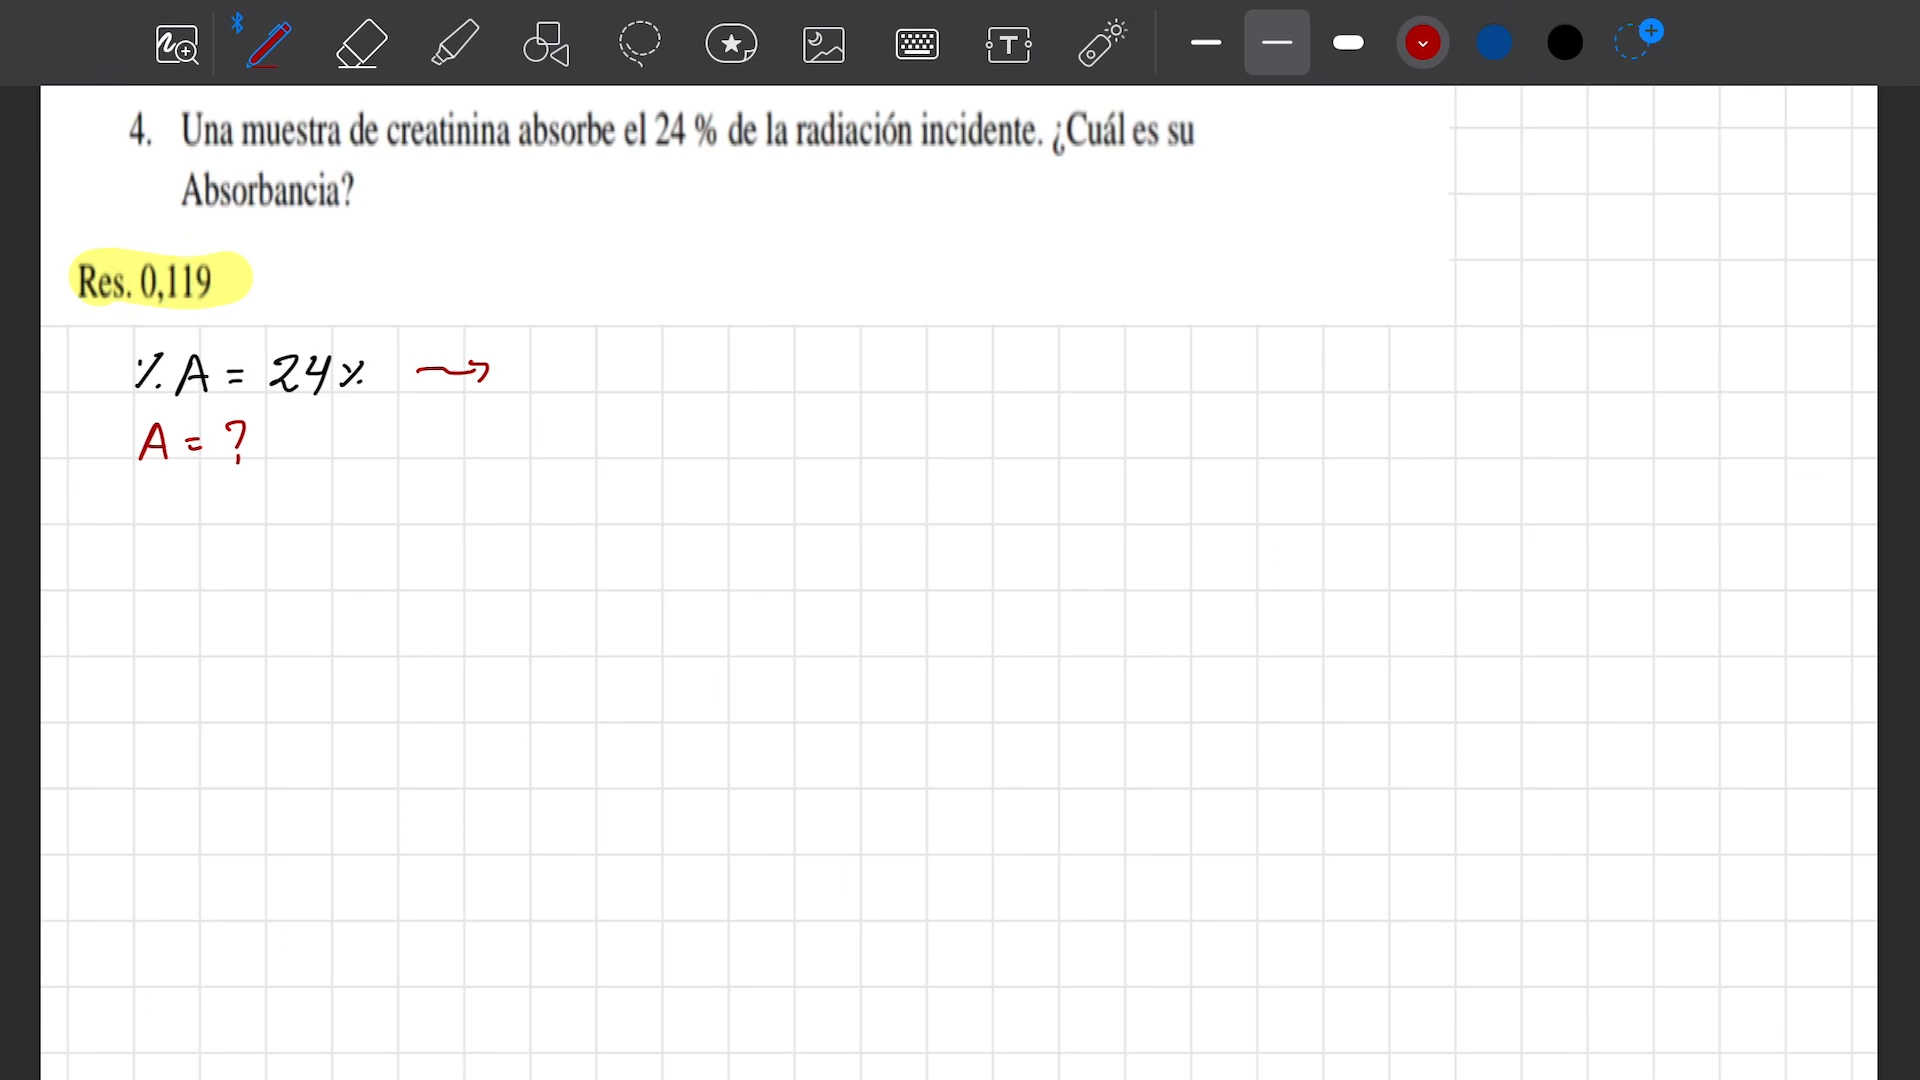 4. Una muestra de creatinina absorbe el 24 % de la radiación incidente. ¿Cuál es su
Absorbancia?
Res. 0,119
% A = 24 % →
A = ?